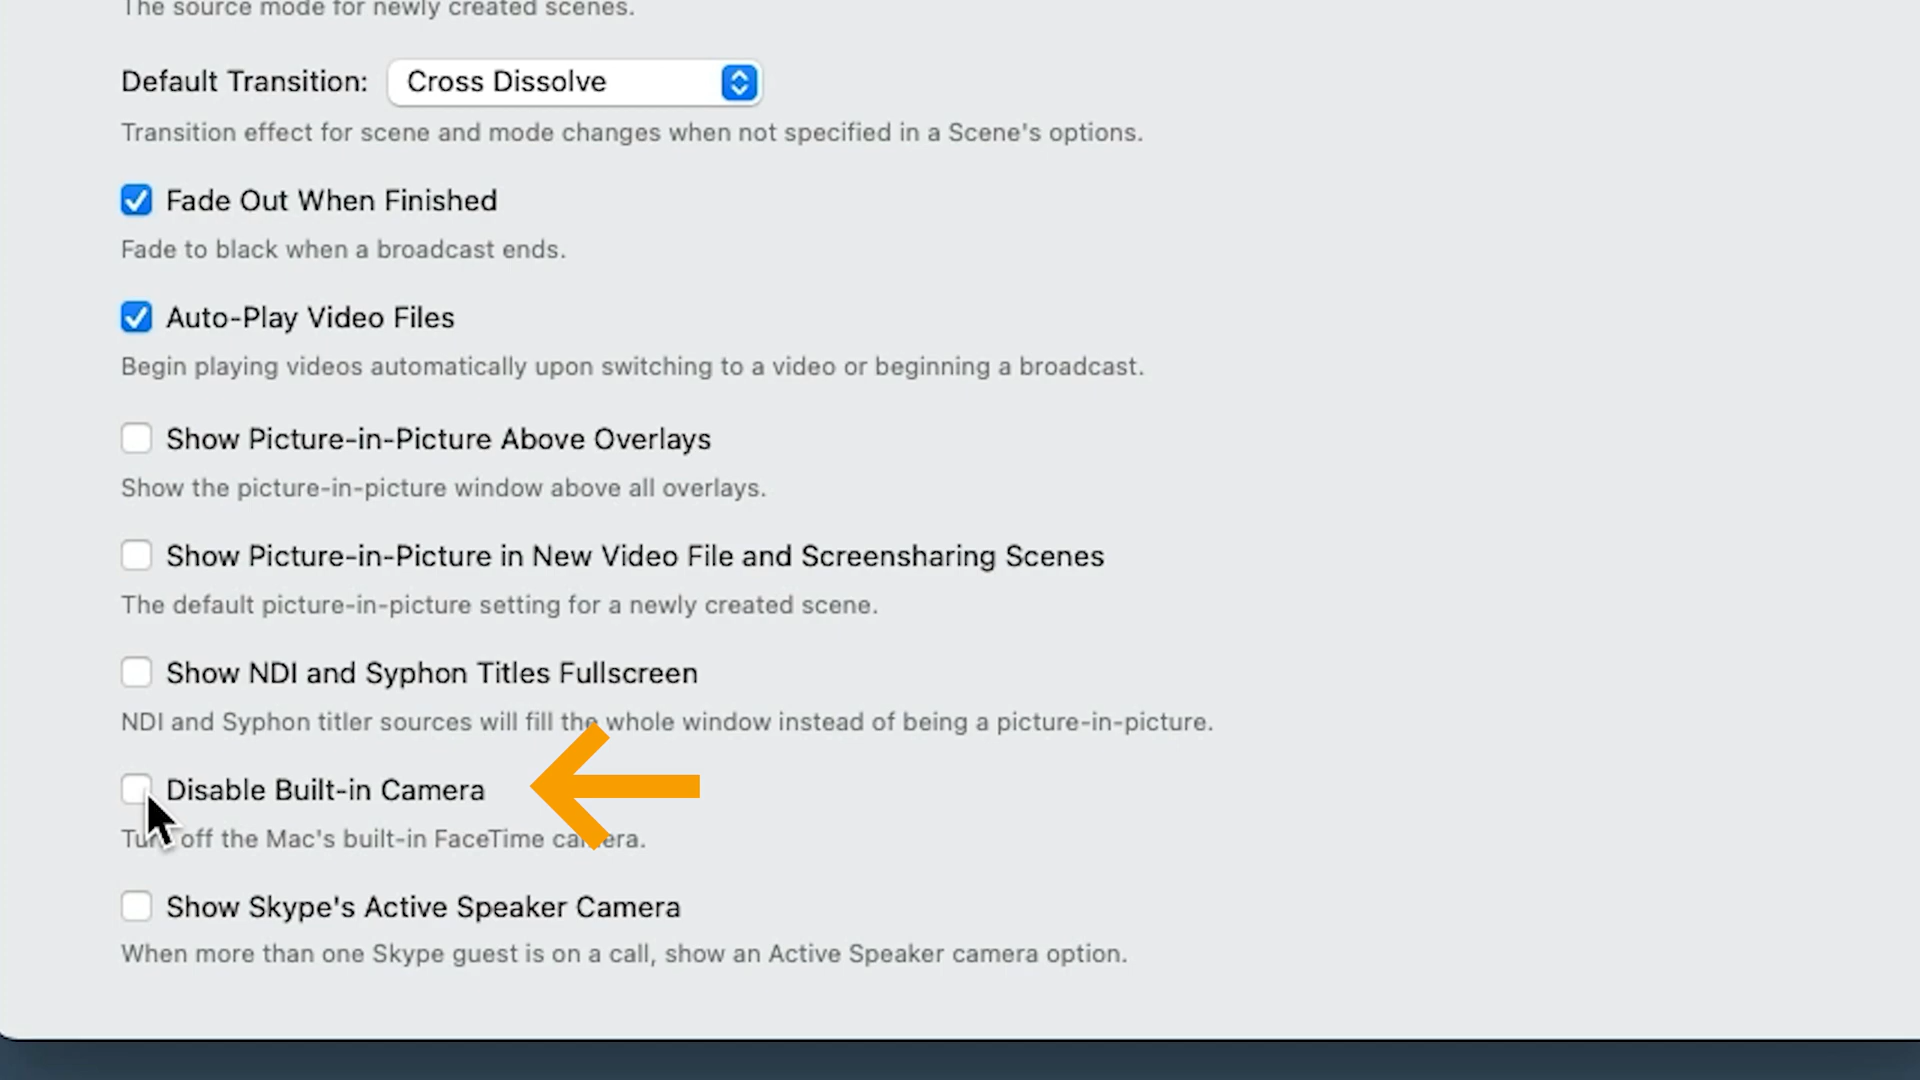 The source mode for newly created scenes.
Default Transition: Cross Dissolve
Transition effect for scene and mode changes when not specified in a Scene's options.
Fade Out When Finished
Fade to black when a broadcast ends.
Auto-Play Video Files
Begin playing videos automatically upon switching to a video or beginning a broadcast.
Show Picture-in-Picture Above Overlays
Show the picture-in-picture window above all overlays.
Show Picture-in-Picture in New Video File and Screensharing Scenes
The default picture-in-picture setting for a newly created scene.
Show NDI and Syphon Titles Fullscreen
NDI and Syphon titler sources will fill the whole window instead of being a picture-in-picture.
Disable Built-in Camera
Turn off the Mac's built-in FaceTime camera.
Show Skype's Active Speaker Camera
When more than one Skype guest is on a call, show an Active Speaker camera option.